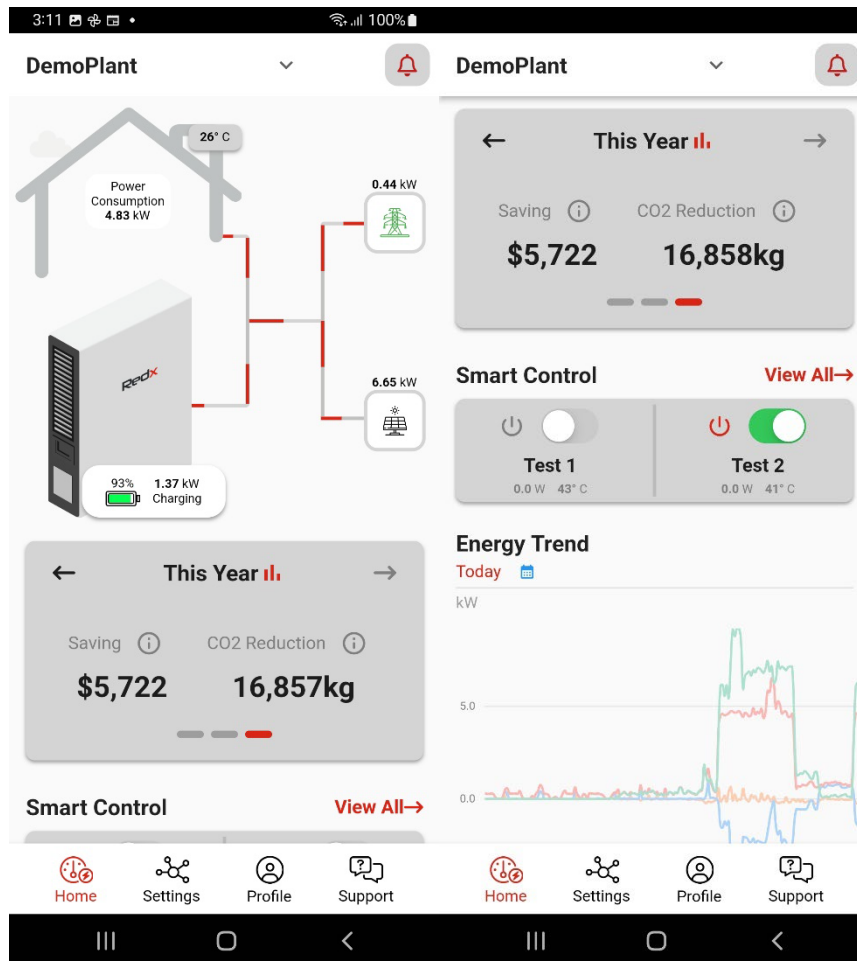 3:11
100%
DemoPlant
26° C
Power
Consumption
4.83 kW
0.44 kW
Redx
6.65 kW
93% 1.37 kW
Charging
This Year
Saving CO2 Reduction
$5,722 16,857kg
Smart Control View All→
Home Settings Profile Support
DemoPlant
This Year
Saving CO2 Reduction
$5,722 16,858kg
Smart Control View All→
Test 1 Test 2
0.0 W 43° C 0.0 W 41° C
Energy Trend
Today
kW
5.0
0.0
Home Settings Profile Support